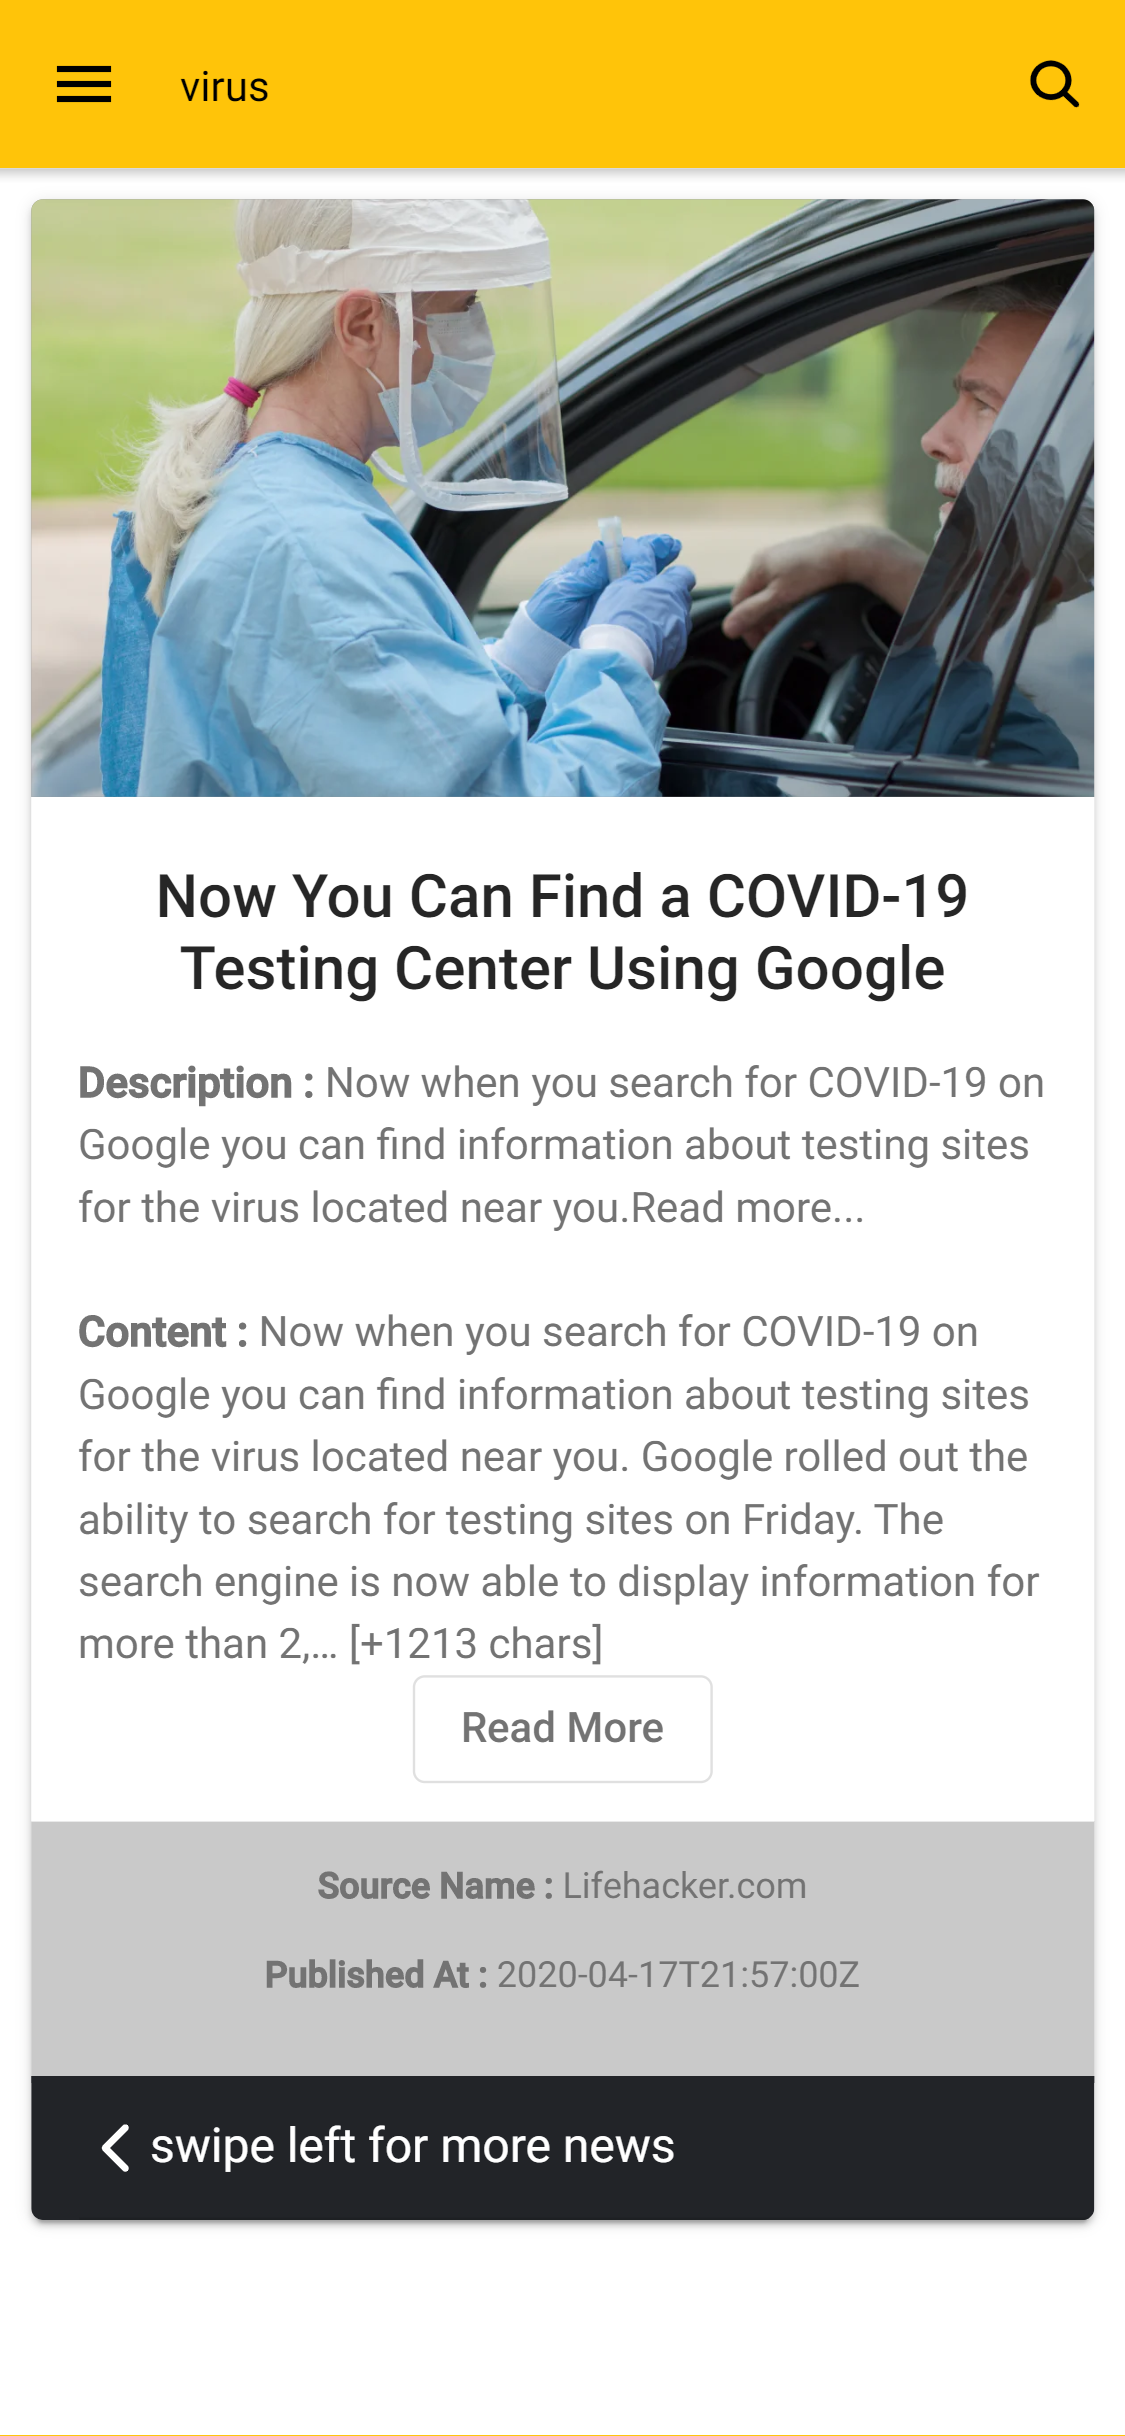 virus
Now You Can Find a COVID-19
Testing Center Using Google
Description : Now when you search for COVID-19 on
Google you can find information about testing sites
for the virus located near you.Read more...
Content : Now when you search for COVID-19 on
Google you can find information about testing sites
for the virus located near you. Google rolled out the
ability to search for testing sites on Friday. The
search engine is now able to display information for
more than 2,… [+1213 chars]
Read More
Source Name : Lifehacker.com
Published At : 2020-04-17T21:57:00Z
swipe left for more news